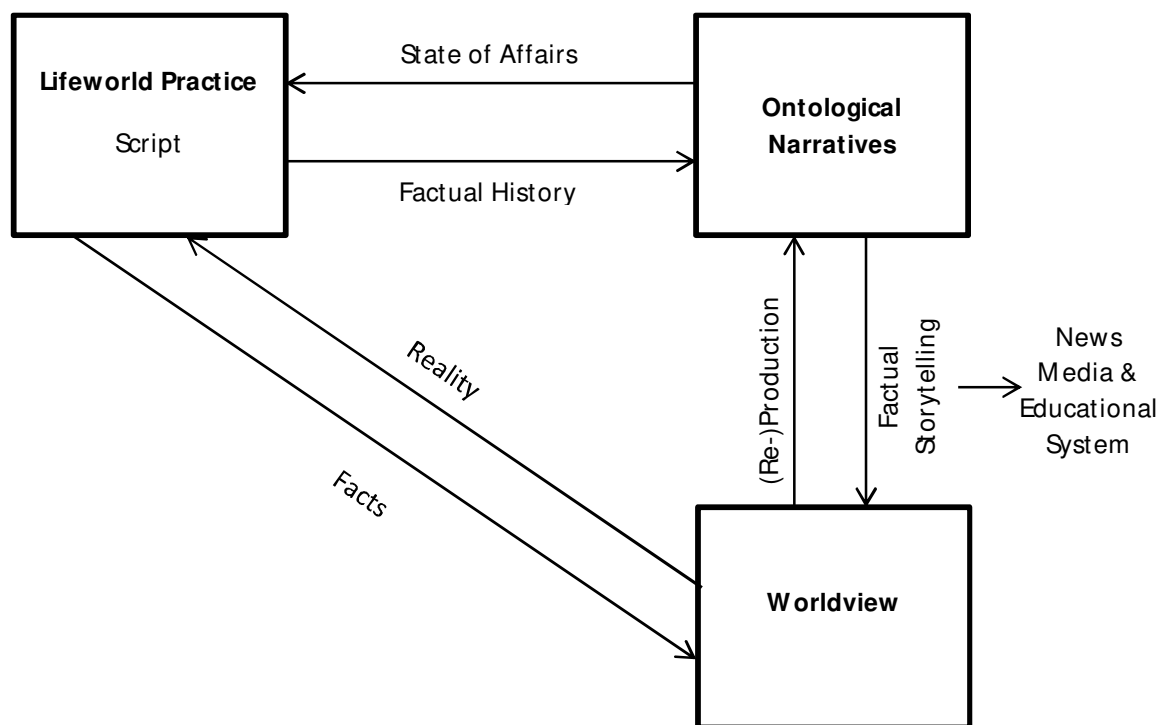 Lifeworld Practice
Script
State of Affairs
Factual History
Ontological
Narratives
Reality
Facts
(Re-)Production
Factual
Storytelling
News
Media &
Educational
System
Worldview